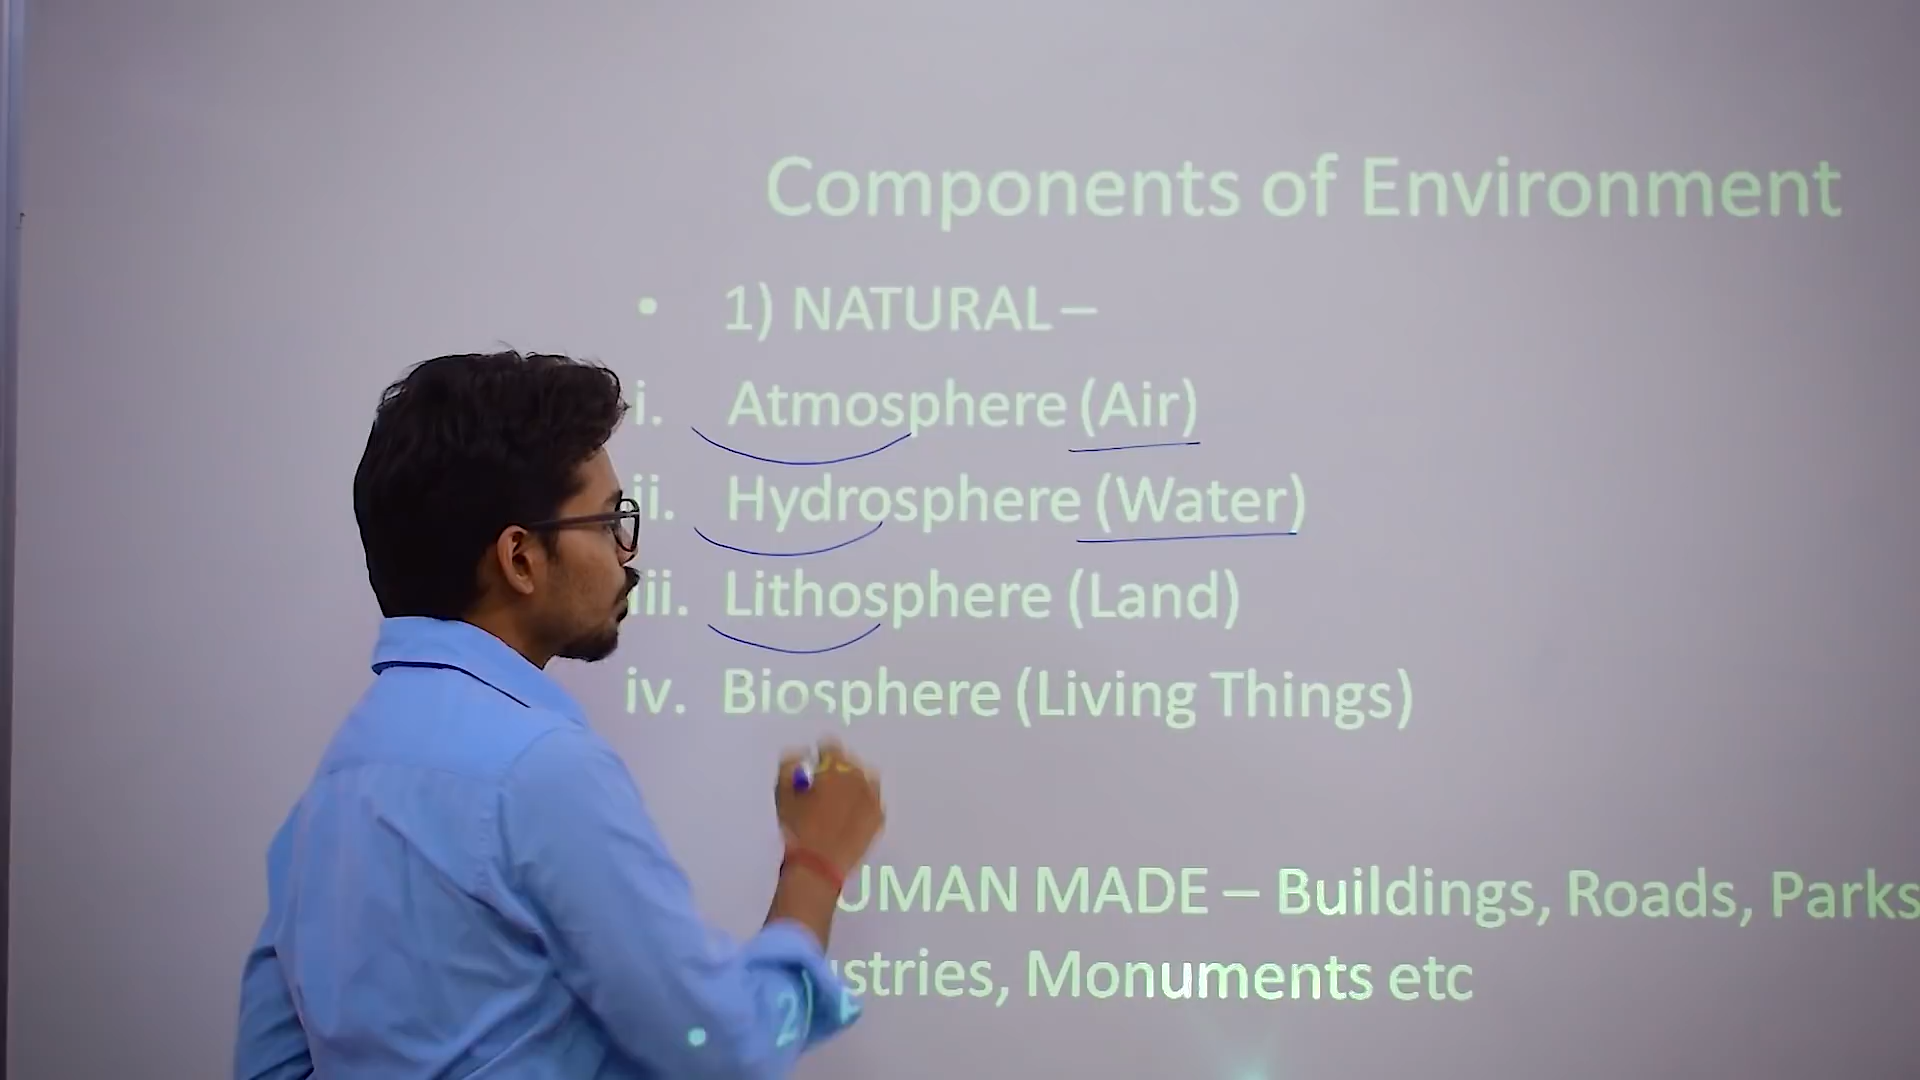 Components of Environment
• 1) NATURAL –
i. Atmosphere (Air)
ii. Hydrosphere (Water)
iii. Lithosphere (Land)
iv. Biosphere (Living Things)
• 2) UMAN MADE – Buildings, Roads, Parks
stries, Monuments etc